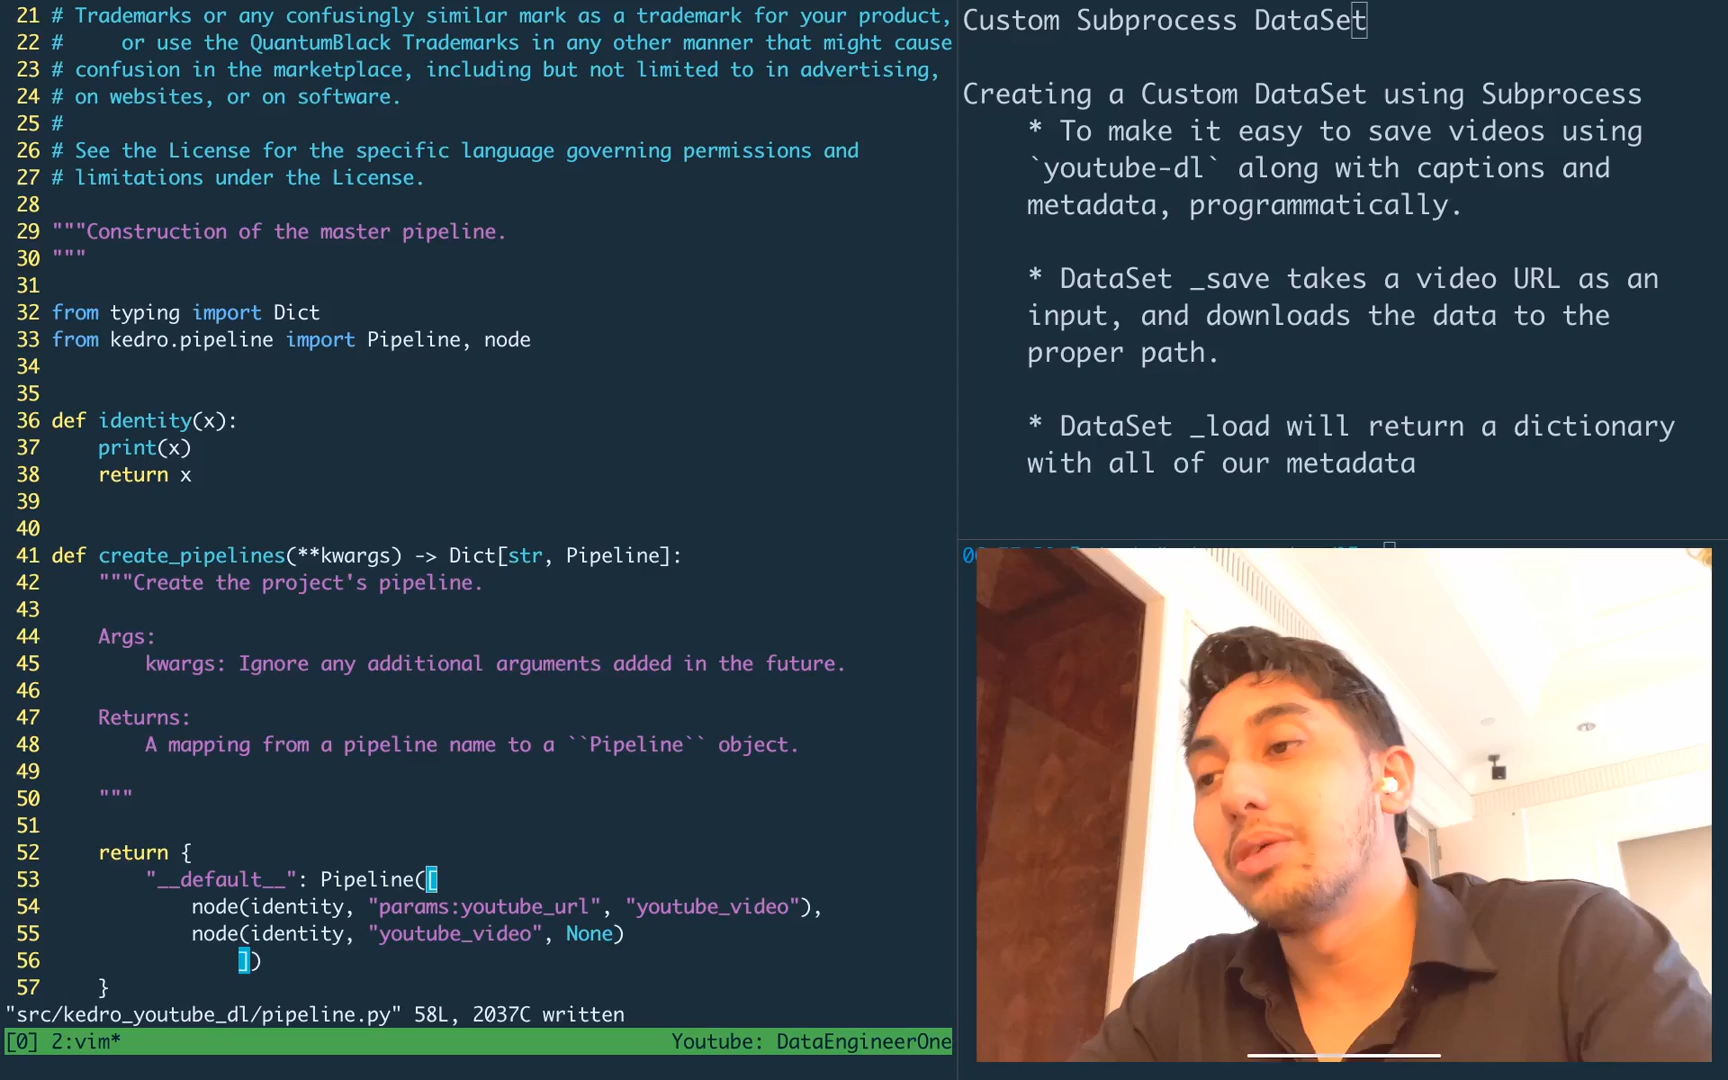 21 # Trademarks or any confusingly similar mark as a trademark for your product,
22 #     or use the QuantumBlack Trademarks in any other manner that might cause
23 # confusion in the marketplace, including but not limited to in advertising,
24 # on websites, or on software.
25 #
26 # See the License for the specific language governing permissions and
27 # limitations under the License.
28
29 """Construction of the master pipeline.
30 """
31
32 from typing import Dict
33 from kedro.pipeline import Pipeline, node
34
35
36 def identity(x):
37     print(x)
38     return x
39
40
41 def create_pipelines(**kwargs) -> Dict[str, Pipeline]:
42     """Create the project's pipeline.
43
44     Args:
45         kwargs: Ignore any additional arguments added in the future.
46
47     Returns:
48         A mapping from a pipeline name to a ``Pipeline`` object.
49
50     """
51
52     return {
53         "__default__": Pipeline([
54             node(identity, "params:youtube_url", "youtube_video"),
55             node(identity, "youtube_video", None)
56                 ])
57     }
"src/kedro_youtube_dl/pipeline.py" 58L, 2037C written
[0] 2:vim* Youtube: DataEngineerOne
Custom Subprocess DataSet
Creating a Custom DataSet using Subprocess
* To make it easy to save videos using
`youtube-dl` along with captions and
metadata, programmatically.
* DataSet _save takes a video URL as an
input, and downloads the data to the
proper path.
* DataSet _load will return a dictionary
with all of our metadata